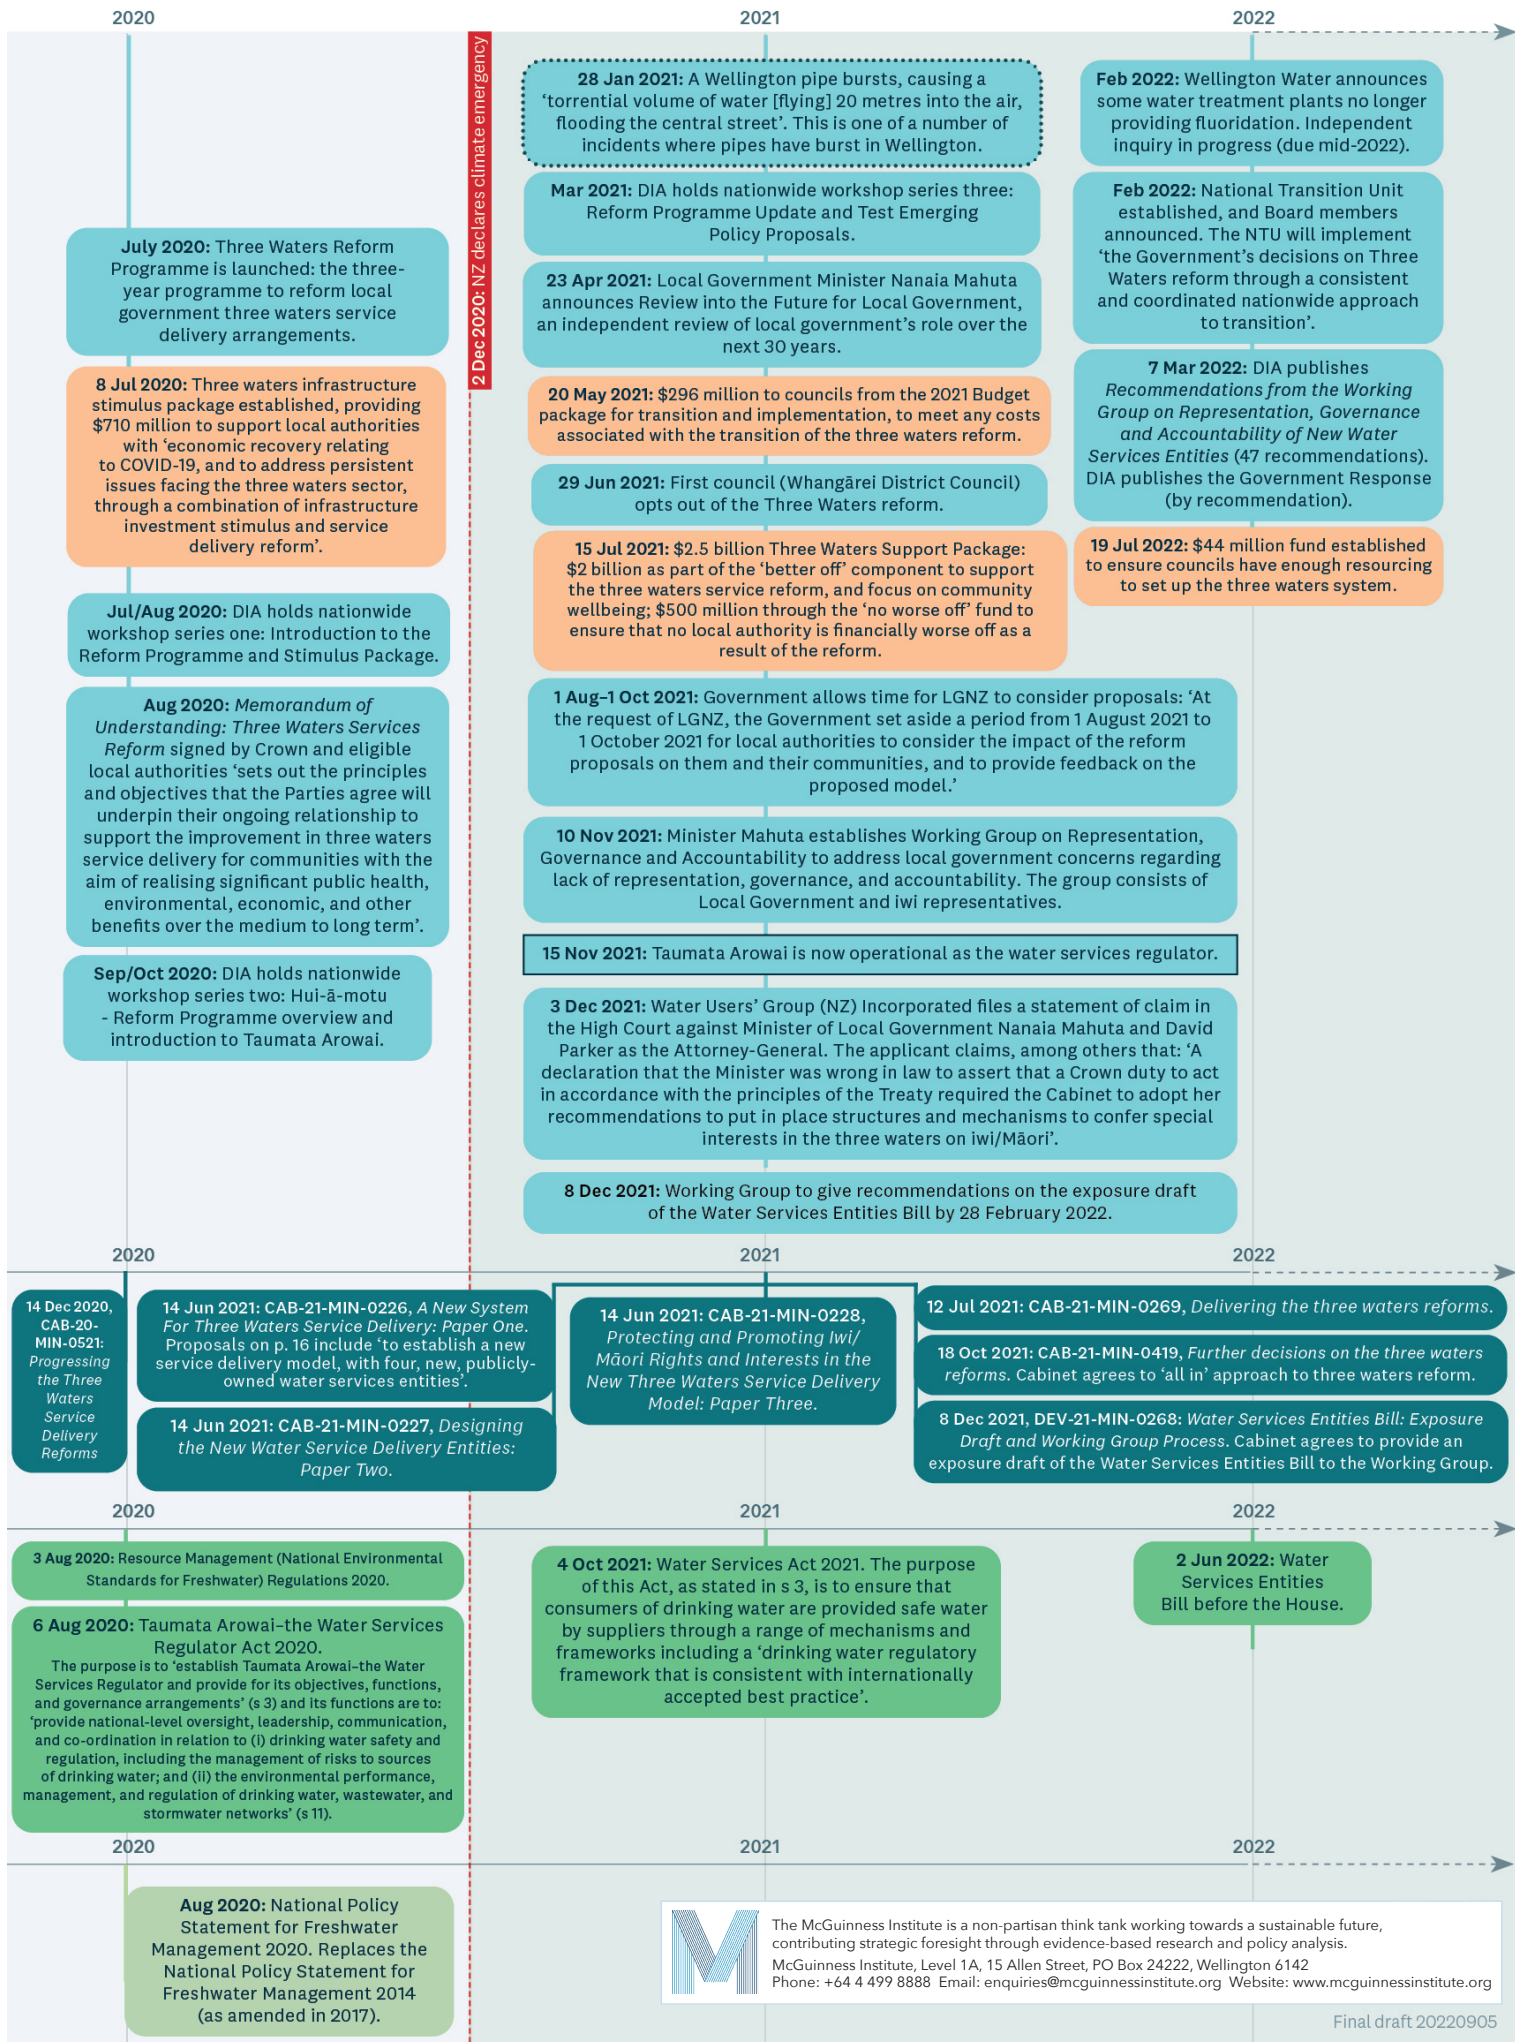 2020
2021
2022
2 Dec 2020: NZ declares climate emergency
July 2020: Three Waters Reform
Programme is launched: the three-
year programme to reform local
government three waters service
delivery arrangements.
8 Jul 2020: Three waters infrastructure
stimulus package established, providing
$710 million to support local authorities
with ‘economic recovery relating
to COVID-19, and to address persistent
issues facing the three waters sector,
through a combination of infrastructure
investment stimulus and service
delivery reform’.
Jul/Aug 2020: DIA holds nationwide
workshop series one: Introduction to the
Reform Programme and Stimulus Package.
Aug 2020: Memorandum of
Understanding: Three Waters Services
Reform signed by Crown and eligible
local authorities ‘sets out the principles
and objectives that the Parties agree will
underpin their ongoing relationship to
support the improvement in three waters
service delivery for communities with the
aim of realising significant public health,
environmental, economic, and other
benefits over the medium to long term’.
Sep/Oct 2020: DIA holds nationwide
workshop series two: Hui-ā-motu
- Reform Programme overview and
introduction to Taumata Arowai.
28 Jan 2021: A Wellington pipe bursts, causing a
‘torrential volume of water [flying] 20 metres into the air,
flooding the central street’. This is one of a number of
incidents where pipes have burst in Wellington.
Mar 2021: DIA holds nationwide workshop series three:
Reform Programme Update and Test Emerging
Policy Proposals.
23 Apr 2021: Local Government Minister Nanaia Mahuta
announces Review into the Future for Local Government,
an independent review of local government’s role over the
next 30 years.
20 May 2021: $296 million to councils from the 2021 Budget
package for transition and implementation, to meet any costs
associated with the transition of the three waters reform.
29 Jun 2021: First council (Whangārei District Council)
opts out of the Three Waters reform.
15 Jul 2021: $2.5 billion Three Waters Support Package:
$2 billion as part of the ‘better off’ component to support
the three waters service reform, and focus on community
wellbeing; $500 million through the ‘no worse off’ fund to
ensure that no local authority is financially worse off as a
result of the reform.
1 Aug–1 Oct 2021: Government allows time for LGNZ to consider proposals: ‘At
the request of LGNZ, the Government set aside a period from 1 August 2021 to
1 October 2021 for local authorities to consider the impact of the reform
proposals on them and their communities, and to provide feedback on the
proposed model.’
10 Nov 2021: Minister Mahuta establishes Working Group on Representation,
Governance and Accountability to address local government concerns regarding
lack of representation, governance, and accountability. The group consists of
Local Government and iwi representatives.
15 Nov 2021: Taumata Arowai is now operational as the water services regulator.
3 Dec 2021: Water Users’ Group (NZ) Incorporated files a statement of claim in
the High Court against Minister of Local Government Nanaia Mahuta and David
Parker as the Attorney-General. The applicant claims, among others that: ‘A
declaration that the Minister was wrong in law to assert that a Crown duty to act
in accordance with the principles of the Treaty required the Cabinet to adopt her
recommendations to put in place structures and mechanisms to confer special
interests in the three waters on iwi/Māori’.
8 Dec 2021: Working Group to give recommendations on the exposure draft
of the Water Services Entities Bill by 28 February 2022.
Feb 2022: Wellington Water announces
some water treatment plants no longer
providing fluoridation. Independent
inquiry in progress (due mid-2022).
Feb 2022: National Transition Unit
established, and Board members
announced. The NTU will implement
‘the Government’s decisions on Three
Waters reform through a consistent
and coordinated nationwide approach
to transition’.
7 Mar 2022: DIA publishes
Recommendations from the Working
Group on Representation, Governance
and Accountability of New Water
Services Entities (47 recommendations).
DIA publishes the Government Response
(by recommendation).
19 Jul 2022: $44 million fund established
to ensure councils have enough resourcing
to set up the three waters system.
2020
2021
2022
14 Dec 2020,
CAB-20-
MIN-0521:
Progressing
the Three
Waters
Service
Delivery
Reforms
14 Jun 2021: CAB-21-MIN-0226, A New System
For Three Waters Service Delivery: Paper One.
Proposals on p. 16 include ‘to establish a new
service delivery model, with four, new, publicly-
owned water services entities’.
14 Jun 2021: CAB-21-MIN-0227, Designing
the New Water Service Delivery Entities:
Paper Two.
14 Jun 2021: CAB-21-MIN-0228,
Protecting and Promoting Iwi/
Māori Rights and Interests in the
New Three Waters Service Delivery
Model: Paper Three.
12 Jul 2021: CAB-21-MIN-0269, Delivering the three waters reforms.
18 Oct 2021: CAB-21-MIN-0419, Further decisions on the three waters
reforms. Cabinet agrees to ‘all in’ approach to three waters reform.
8 Dec 2021, DEV-21-MIN-0268: Water Services Entities Bill: Exposure
Draft and Working Group Process. Cabinet agrees to provide an
exposure draft of the Water Services Entities Bill to the Working Group.
2020
2021
2022
3 Aug 2020: Resource Management (National Environmental
Standards for Freshwater) Regulations 2020.
6 Aug 2020: Taumata Arowai–the Water Services
Regulator Act 2020.
The purpose is to ‘establish Taumata Arowai–the Water
Services Regulator and provide for its objectives, functions,
and governance arrangements’ (s 3) and its functions are to:
‘provide national-level oversight, leadership, communication,
and co-ordination in relation to (i) drinking water safety and
regulation, including the management of risks to sources
of drinking water; and (ii) the environmental performance,
management, and regulation of drinking water, wastewater, and
stormwater networks’ (s 11).
4 Oct 2021: Water Services Act 2021. The purpose
of this Act, as stated in s 3, is to ensure that
consumers of drinking water are provided safe water
by suppliers through a range of mechanisms and
frameworks including a ‘drinking water regulatory
framework that is consistent with internationally
accepted best practice’.
2 Jun 2022: Water
Services Entities
Bill before the House.
2020
2021
2022
Aug 2020: National Policy
Statement for Freshwater
Management 2020. Replaces the
National Policy Statement for
Freshwater Management 2014
(as amended in 2017).
The McGuinness Institute is a non-partisan think tank working towards a sustainable future,
contributing strategic foresight through evidence-based research and policy analysis.
McGuinness Institute, Level 1A, 15 Allen Street, PO Box 24222, Wellington 6142
Phone: +64 4 499 8888 Email: enquiries@mcguinnessinstitute.org Website: www.mcguinnessinstitute.org
Final draft 20220905